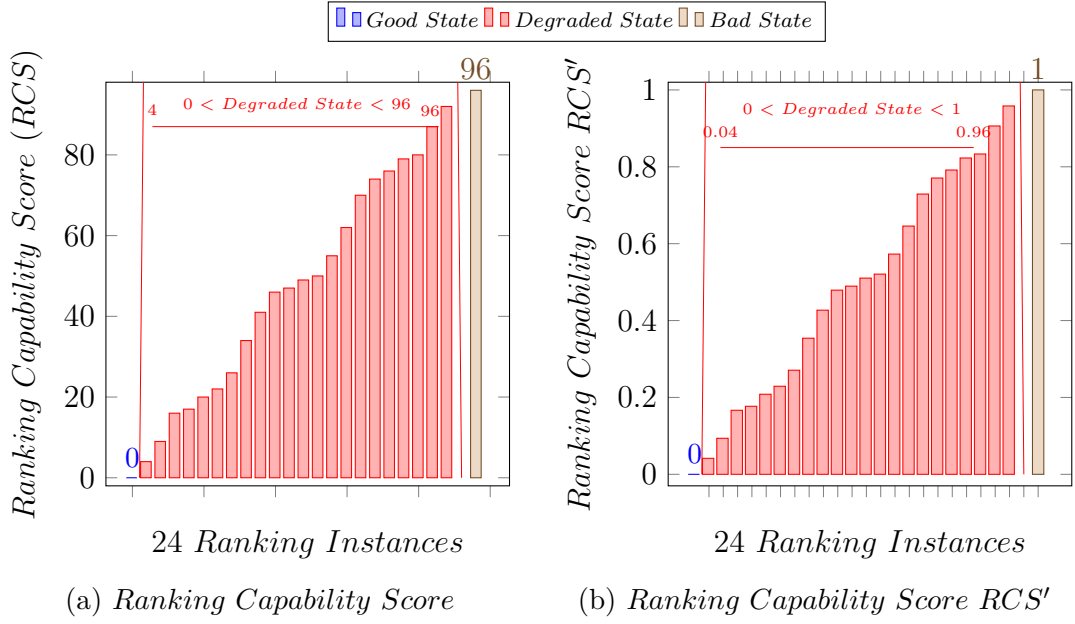 Good State Degraded State Bad State
Ranking Capability Score (RCS)
96
0 < Degraded State < 96
4
96
80
60
40
20
0
0
24 Ranking Instances
(a) Ranking Capability Score
Ranking Capability Score RCS'
1
0 < Degraded State < 1
0.04
0.96
1
0.8
0.6
0.4
0.2
0
0
24 Ranking Instances
(b) Ranking Capability Score RCS'